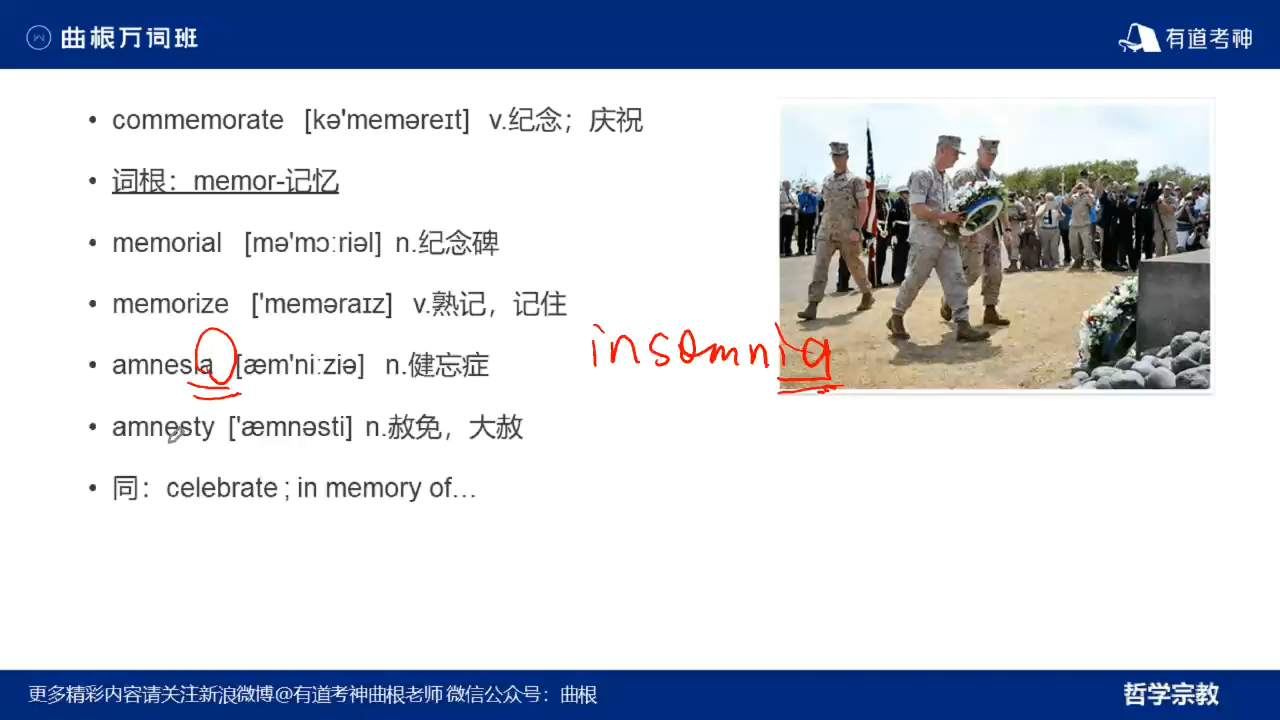 曲根万词班
有道考神
• commemorate [kə'meməreɪt] v.纪念；庆祝
• 词根：memor-记忆
• memorial [mə'mɔːriəl] n.纪念碑
• memorize ['meməraɪz] v.熟记，记住
• amnesia [æm'niːziə] n.健忘症
insomnia
• amnesty ['æmnəsti] n.赦免，大赦
• 同：celebrate ; in memory of…
更多精彩内容请关注新浪微博@有道考神曲根老师 微信公众号：曲根
哲学宗教